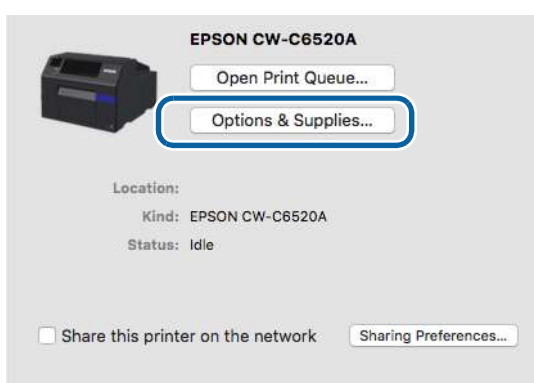 EPSON CW-C6520A
Open Print Queue...
Options & Supplies...
Location:
Kind: EPSON CW-C6520A
Status: Idle
Share this printer on the network Sharing Preferences...